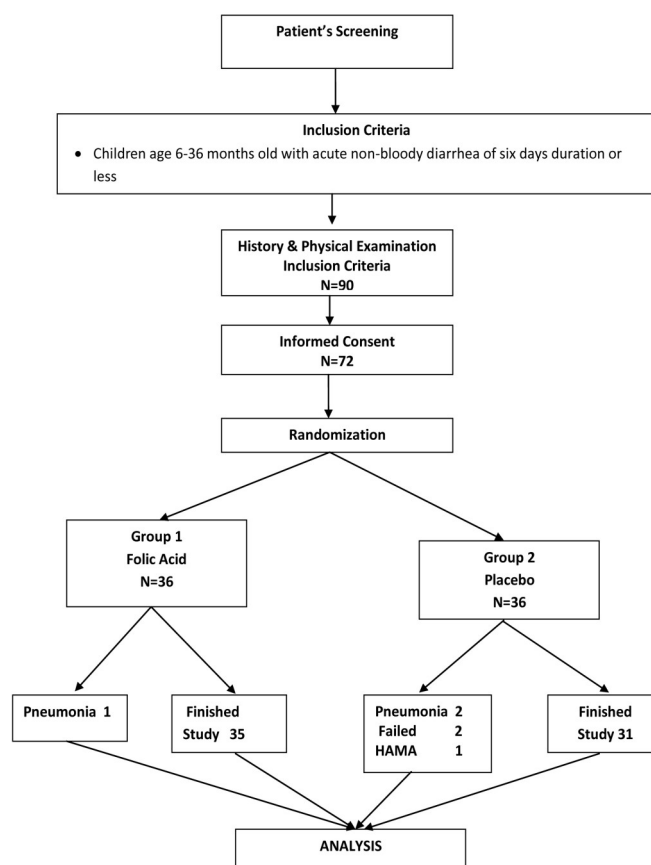 Patient's Screening
Inclusion Criteria
• Children age 6-36 months old with acute non-bloody diarrhea of six days duration or
less
History & Physical Examination
Inclusion Criteria
N=90
Informed Consent
N=72
Randomization
Group 1
Folic Acid
N=36
Group 2
Placebo
N=36
Pneumonia 1
Finished
Study 35
Pneumonia 2
Failed 2
HAMA 1
Finished
Study 31
ANALYSIS